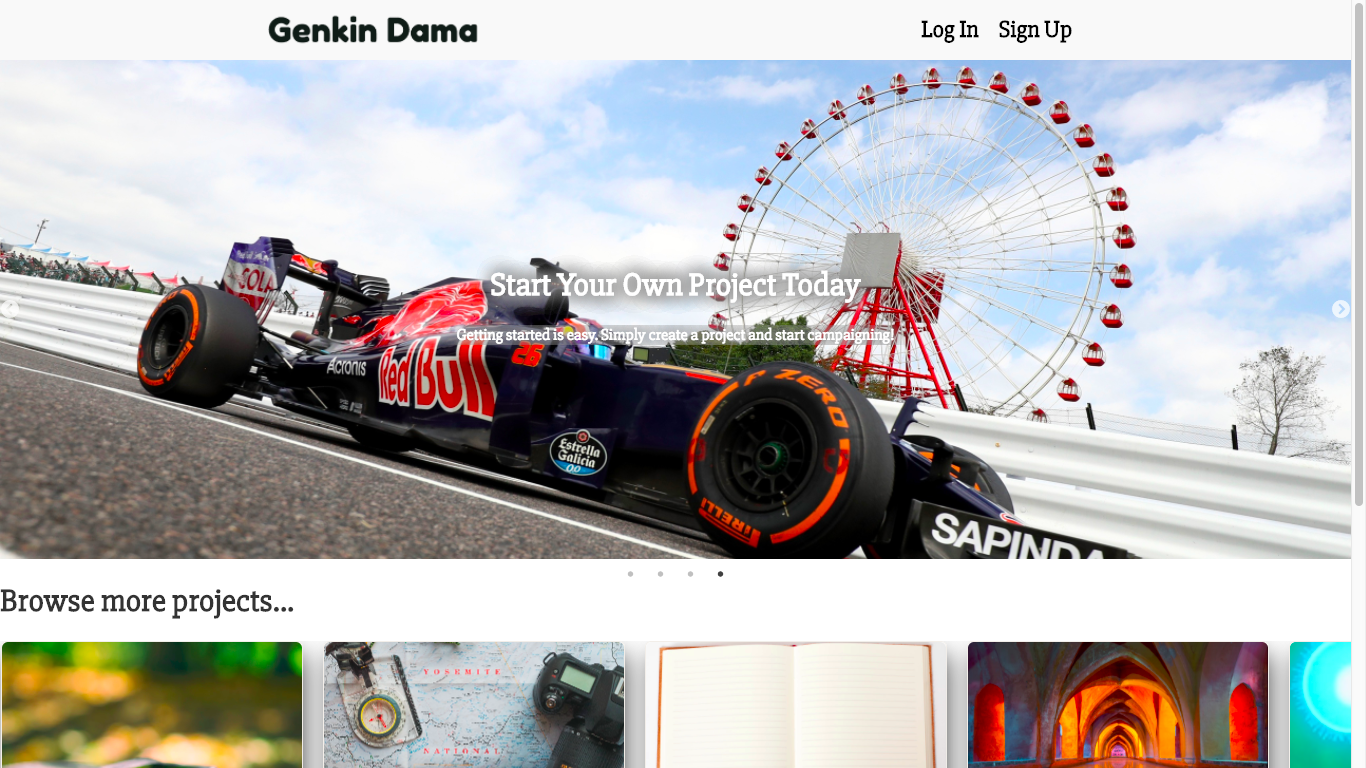 Genkin Dama
Log In
Sign Up
Start Your Own Project Today
Getting started is easy. Simply create a project and start campaigning!
Acronis
Red Bull
26
Estrella
Galicia
0,0
P ZERO
PIRELLI
SAPINDA
Browse more projects...
YOSEMITE
NATIONAL